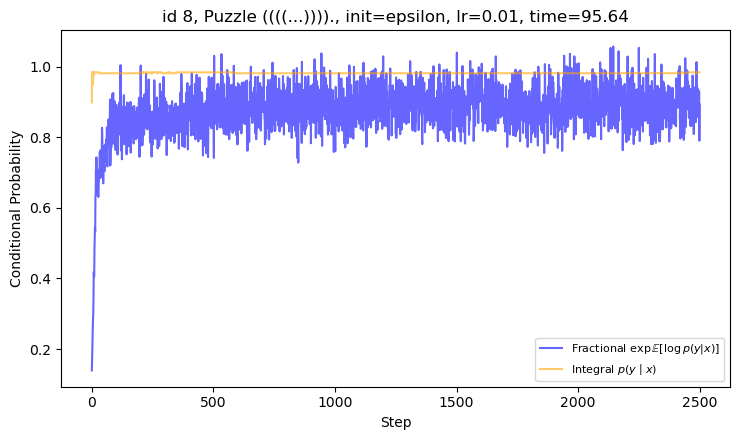 id 8, Puzzle ((((...))))., init=epsilon, lr=0.01, time=95.64
Conditional Probability
1.0
0.8
0.6
0.4
0.2
Fractional exp𝔼[log p(y|x)]
Integral p(y | x)
0
500
1000
1500
2000
2500
Step